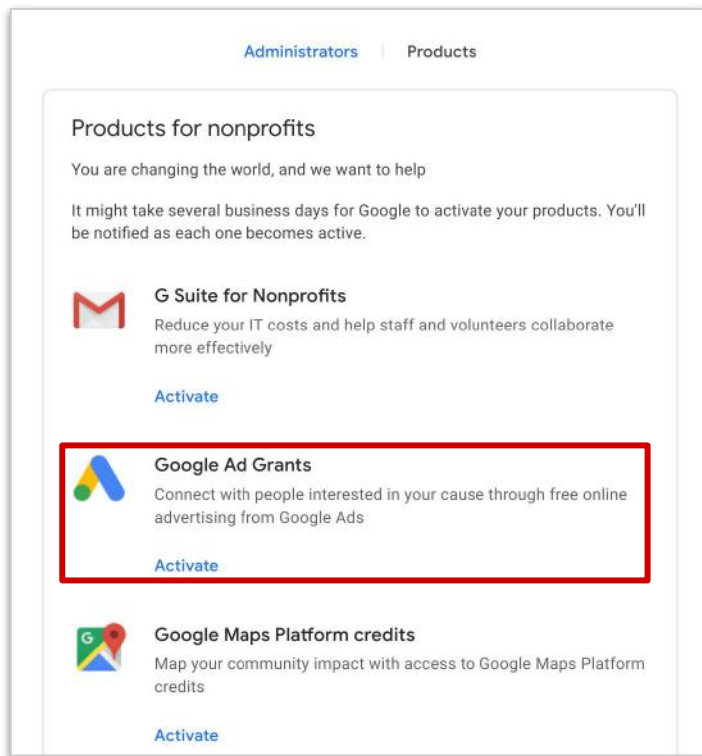 Administrators | Products
Products for nonprofits
You are changing the world, and we want to help
It might take several business days for Google to activate your products. You'll
be notified as each one becomes active.
G Suite for Nonprofits
Reduce your IT costs and help staff and volunteers collaborate
more effectively
Activate
Google Ad Grants
Connect with people interested in your cause through free online
advertising from Google Ads
Activate
G
Google Maps Platform credits
Map your community impact with access to Google Maps Platform
credits
Activate